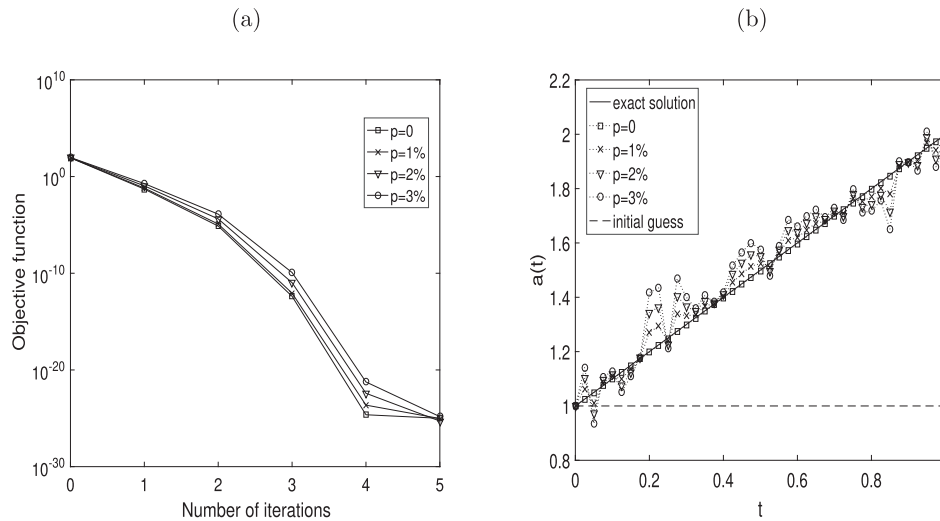 (a)
(b)
10^10
10^0
10^-10
10^-20
10^-30
Objective function
0 1 2 3 4 5
Number of iterations
p=0
p=1%
p=2%
p=3%
2.2
2
1.8
1.6
1.4
1.2
1
0.8
a(t)
0 0.2 0.4 0.6 0.8
t
exact solution
p=0
p=1%
p=2%
p=3%
initial guess